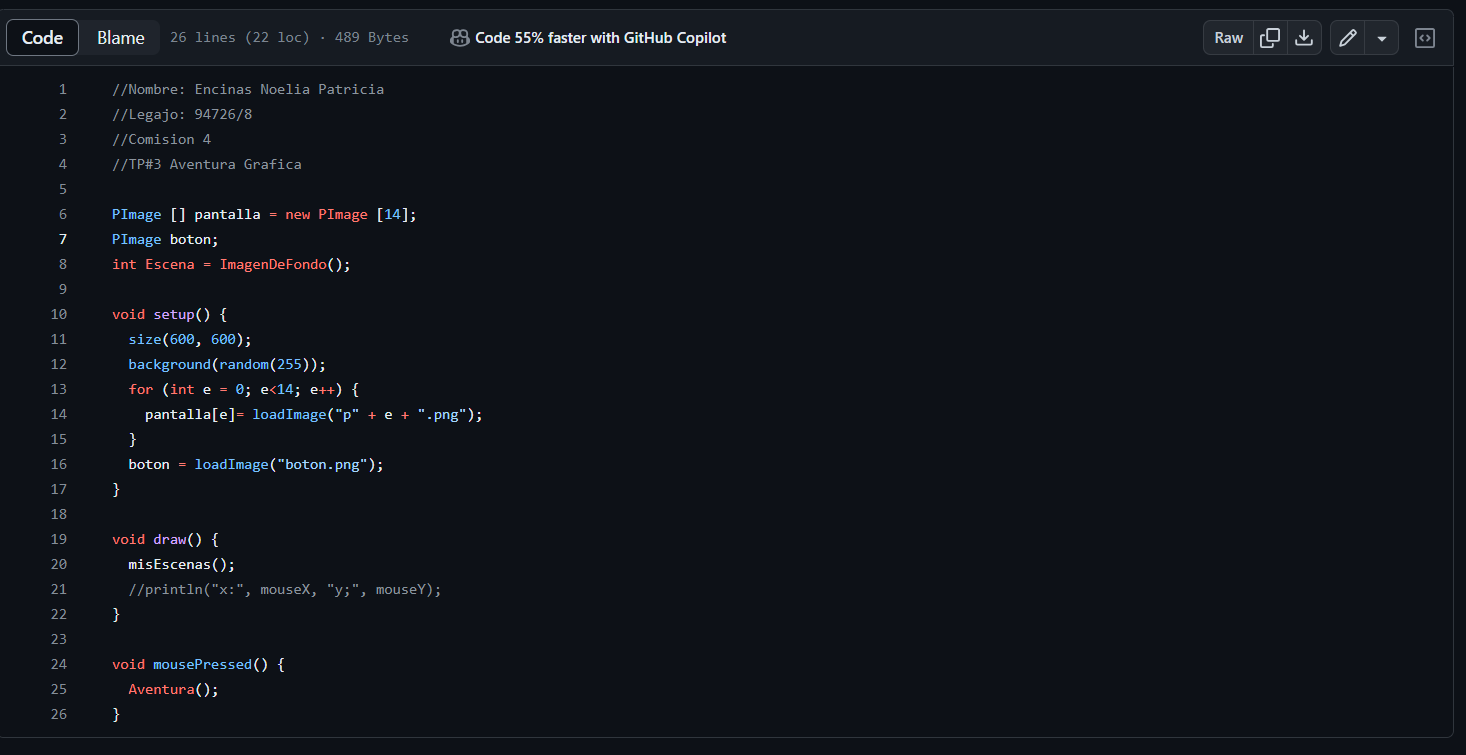 Code Blame 26 lines (22 loc) · 489 Bytes Code 55% faster with GitHub Copilot Raw
1 //Nombre: Encinas Noelia Patricia
2 //Legajo: 94726/8
3 //Comision 4
4 //TP#3 Aventura Grafica
5
6 PImage [] pantalla = new PImage [14];
7 PImage boton;
8 int Escena = ImagenDeFondo();
9
10 void setup() {
11   size(600, 600);
12   background(random(255));
13   for (int e = 0; e<14; e++) {
14     pantalla[e]= loadImage("p" + e + ".png");
15   }
16   boton = loadImage("boton.png");
17 }
18
19 void draw() {
20   misEscenas();
21   //println("x:", mouseX, "y;", mouseY);
22 }
23
24 void mousePressed() {
25   Aventura();
26 }